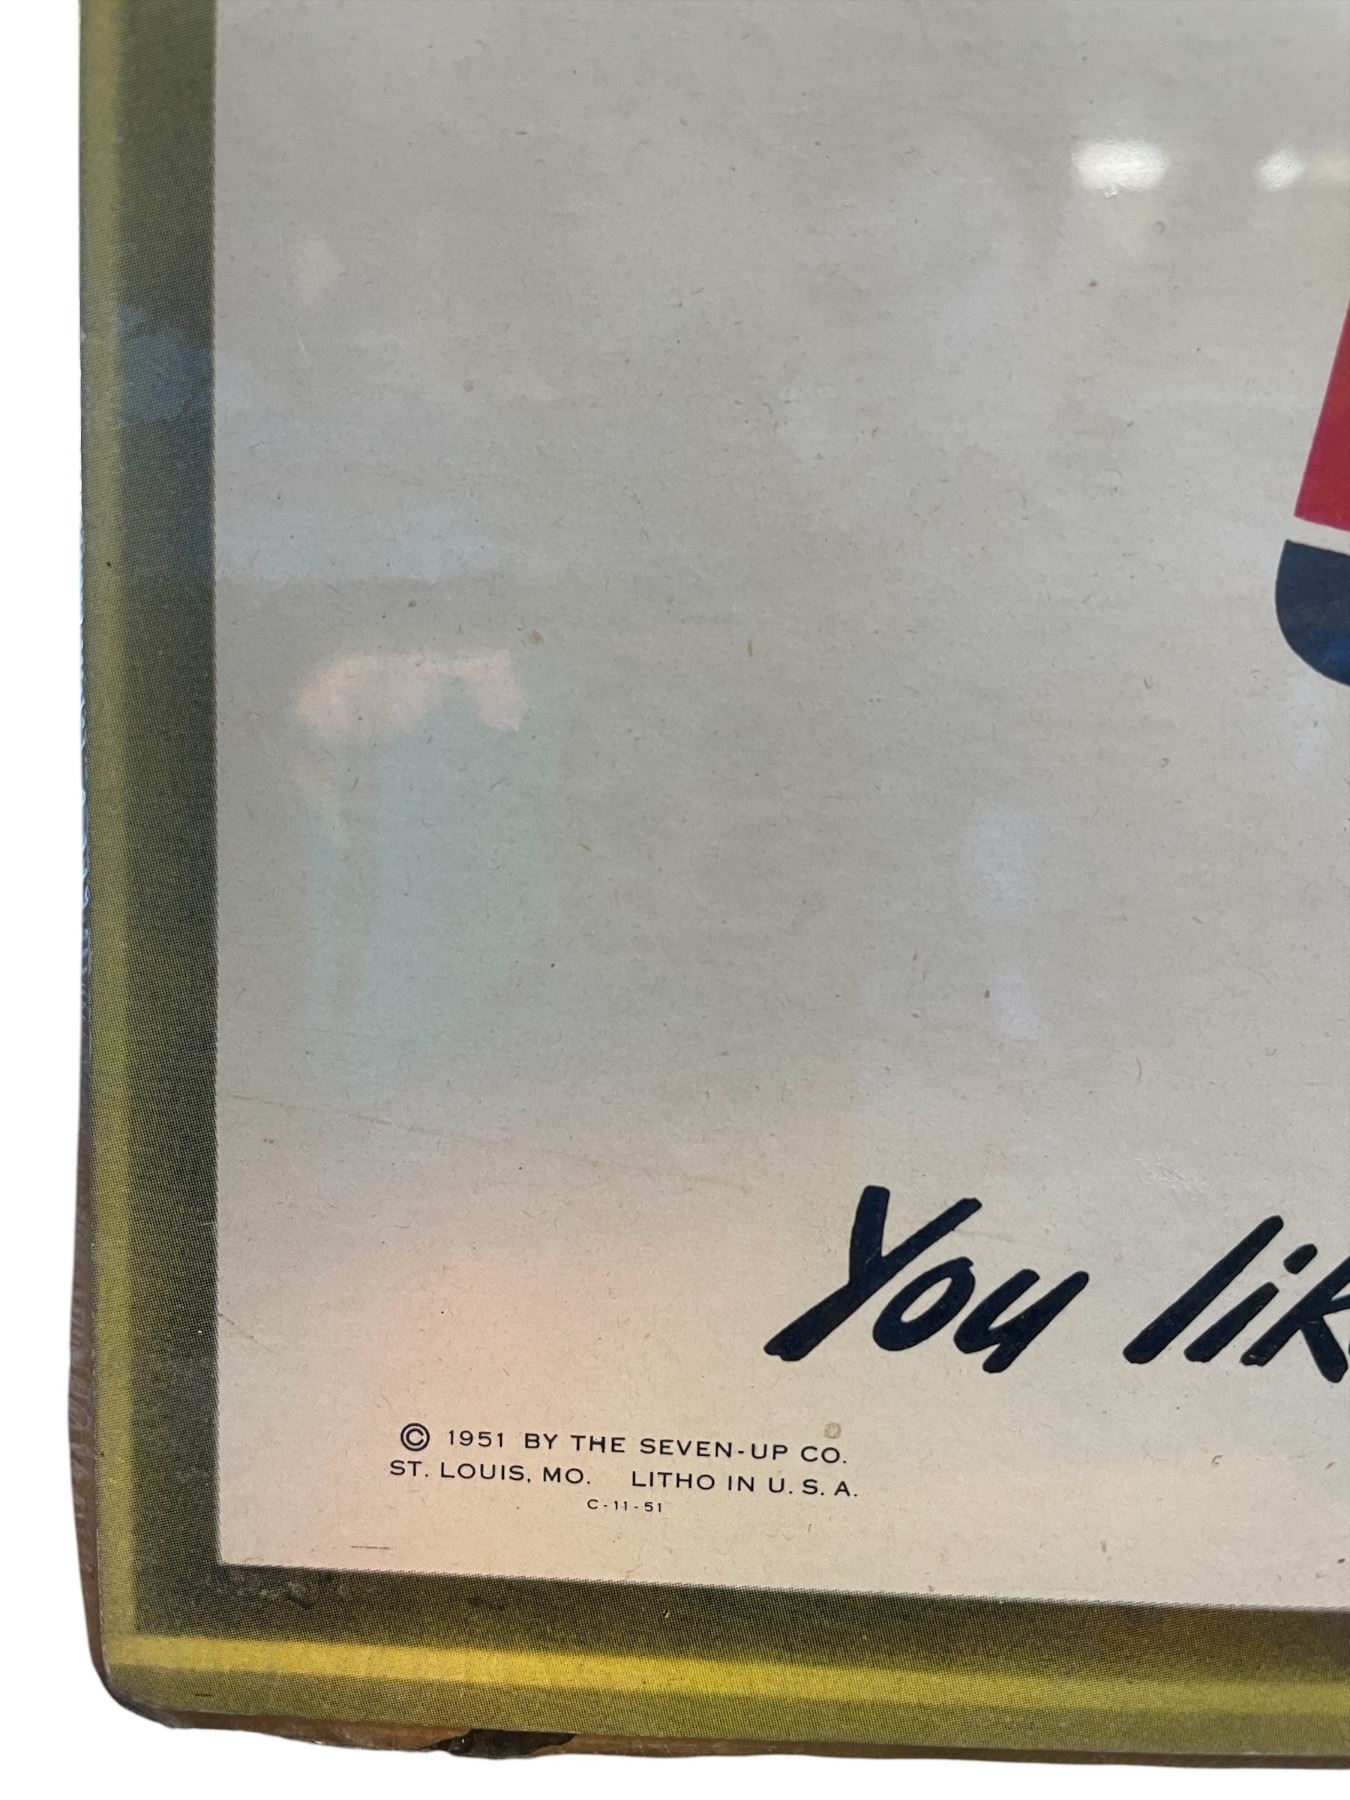 You lik
© 1951 BY THE SEVEN-UP CO.
ST. LOUIS, MO. LITHO IN U. S. A.
C-11-51